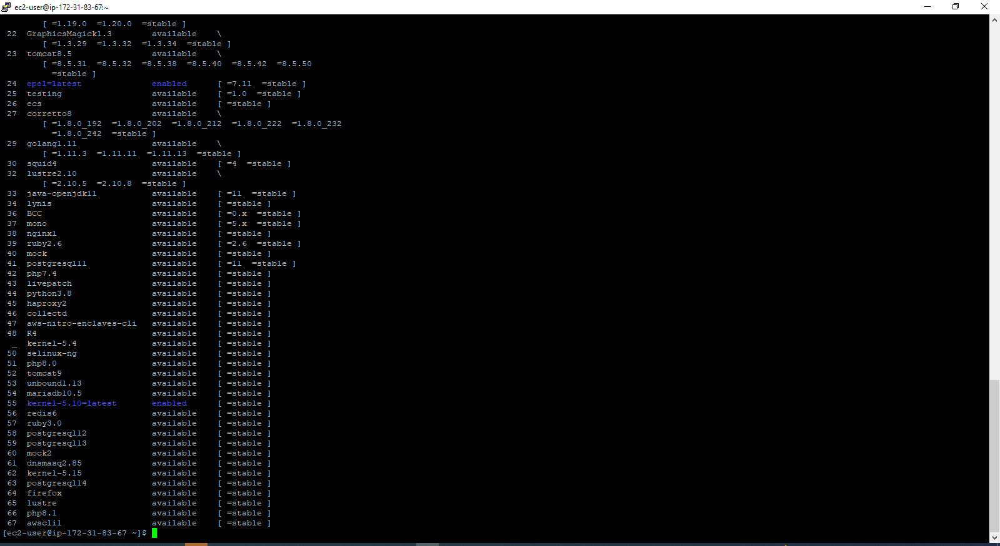 ec2-user@ip-172-31-83-67:~
[ =1.19.0 =1.20.0 =stable ]
22 GraphicsMagick1.3 available \
[ =1.3.29 =1.3.32 =1.3.34 =stable ]
23 tomcat8.5 available \
[ =8.5.31 =8.5.32 =8.5.38 =8.5.40 =8.5.42 =8.5.50
=stable ]
24 epel=latest enabled [ =7.11 =stable ]
25 testing available [ =1.0 =stable ]
26 ecs available [ =stable ]
27 corretto8 available \
[ =1.8.0_192 =1.8.0_202 =1.8.0_212 =1.8.0_222 =1.8.0_232
=1.8.0_242 =stable ]
29 golang1.11 available \
[ =1.11.3 =1.11.11 =1.11.13 =stable ]
30 squid4 available [ =4 =stable ]
32 lustre2.10 available \
[ =2.10.5 =2.10.8 =stable ]
33 java-openjdk11 available [ =11 =stable ]
34 lynis available [ =stable ]
36 BCC available [ =0.x =stable ]
37 mono available [ =5.x =stable ]
38 nginx1 available [ =stable ]
39 ruby2.6 available [ =2.6 =stable ]
40 mock available [ =stable ]
41 postgresql11 available [ =11 =stable ]
42 php7.4 available [ =stable ]
43 livepatch available [ =stable ]
44 python3.8 available [ =stable ]
45 haproxy2 available [ =stable ]
46 collectd available [ =stable ]
47 aws-nitro-enclaves-cli available [ =stable ]
48 R4 available [ =stable ]
_ kernel-5.4 available [ =stable ]
50 selinux-ng available [ =stable ]
51 php8.0 available [ =stable ]
52 tomcat9 available [ =stable ]
53 unbound1.13 available [ =stable ]
54 mariadb10.5 available [ =stable ]
55 kernel-5.10=latest enabled [ =stable ]
56 redis6 available [ =stable ]
57 ruby3.0 available [ =stable ]
58 postgresql12 available [ =stable ]
59 postgresql13 available [ =stable ]
60 mock2 available [ =stable ]
61 dnsmasq2.85 available [ =stable ]
62 kernel-5.15 available [ =stable ]
63 postgresql14 available [ =stable ]
64 firefox available [ =stable ]
65 lustre available [ =stable ]
66 php8.1 available [ =stable ]
67 awscli1 available [ =stable ]
[ec2-user@ip-172-31-83-67 ~]$